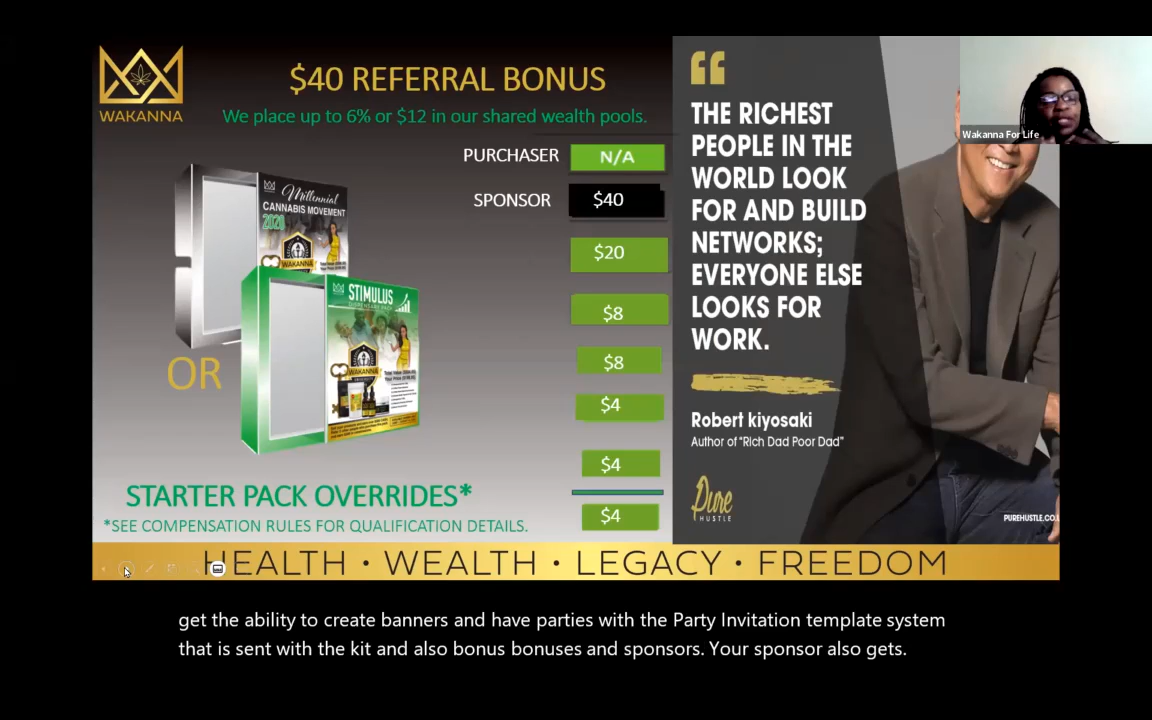 WAKANNA
$40 REFERRAL BONUS
We place up to 6% or $12 in our shared wealth pools.
PURCHASER N/A
SPONSOR $40
$20
$8
$8
$4
$4
$4
Millennial
CANNABIS MOVEMENT
2020
WAKANNA
OR
STIMULUS
WAKANNA
STARTER PACK OVERRIDES*
*SEE COMPENSATION RULES FOR QUALIFICATION DETAILS.
“
THE RICHEST
PEOPLE IN THE
WORLD LOOK
FOR AND BUILD
NETWORKS;
EVERYONE ELSE
LOOKS FOR
WORK.
Robert kiyosaki
Author of "Rich Dad Poor Dad"
Pure
HUSTLE
PUREHUSTLE.CO
Wakanna For Life
HEALTH • WEALTH • LEGACY • FREEDOM
get the ability to create banners and have parties with the Party Invitation template system
that is sent with the kit and also bonus bonuses and sponsors. Your sponsor also gets.